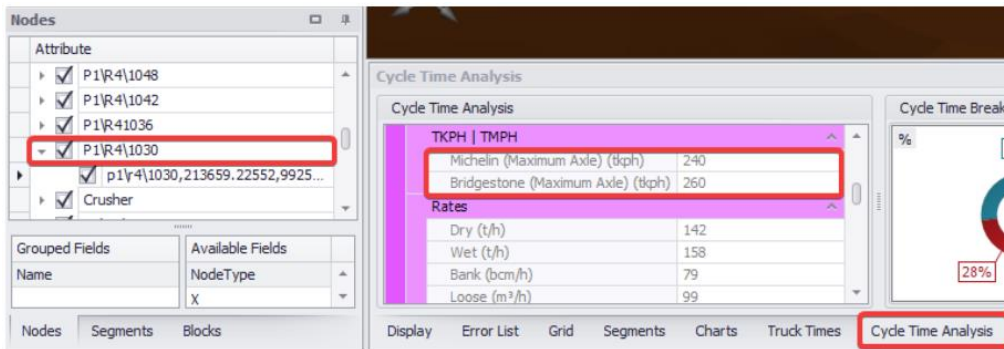 Nodes
Attribute
P1\R4\1048
P1\R4\1042
P1\R41036
P1\R4\1030
p1\r4\1030,213659.22552,9925...
Crusher
Grouped Fields Available Fields
Name NodeType
X
Nodes Segments Blocks
Cycle Time Analysis
Cycle Time Analysis
TKPH | TMPH
Michelin (Maximum Axle) (tkph) 240
Bridgestone (Maximum Axle) (tkph) 260
Rates
Dry (t/h) 142
Wet (t/h) 158
Bank (bcm/h) 79
Loose (m³/h) 99
Display Error List Grid Segments Charts Truck Times Cycle Time Analysis
Cycle Time Break
%
28%